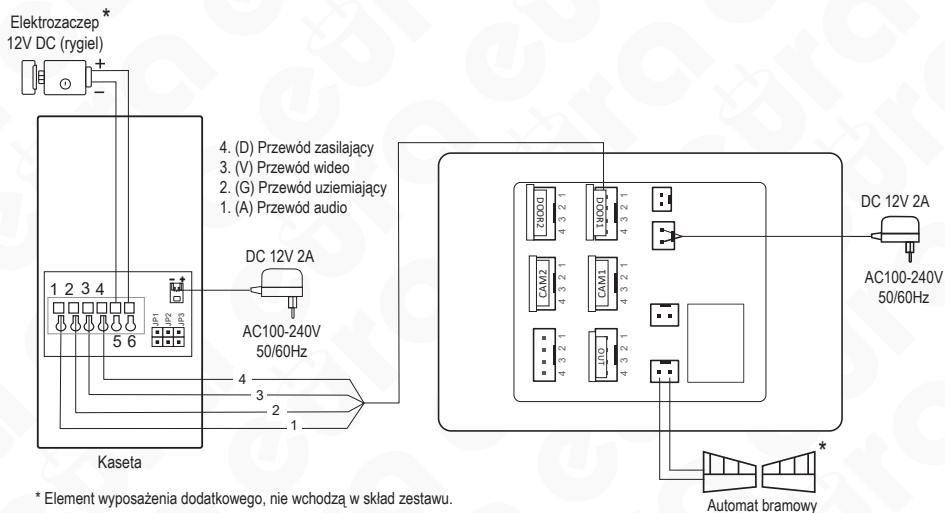 Elektrozaczep *
12V DC (rygiel)
+
–
4. (D) Przewód zasilający
3. (V) Przewód wideo
2. (G) Przewód uziemiający
1. (A) Przewód audio
DC 12V 2A
AC100-240V
50/60Hz
1 2 3 4
5 6
- +
JP1
JP2
JP3
4
3
2
1
Kaseta
DOOR2
4 3 2 1
DOOR1
4 3 2 1
CAM2
4 3 2 1
CAM1
4 3 2 1
4 3 2 1
OUT
4 3 2 1
DC 12V 2A
AC100-240V
50/60Hz
*
Automat bramowy
* Element wyposażenia dodatkowego, nie wchodzą w skład zestawu.
eura